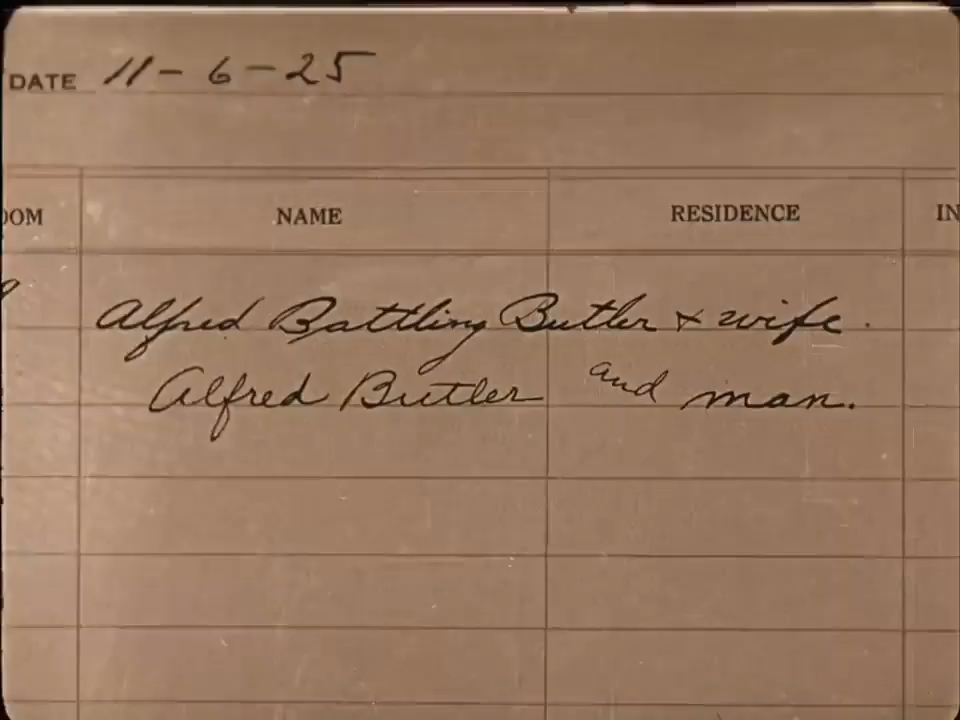 DATE 11-6-25
OOM NAME RESIDENCE IN
Alfred Battling Butler & wife.
Alfred Butler and man.